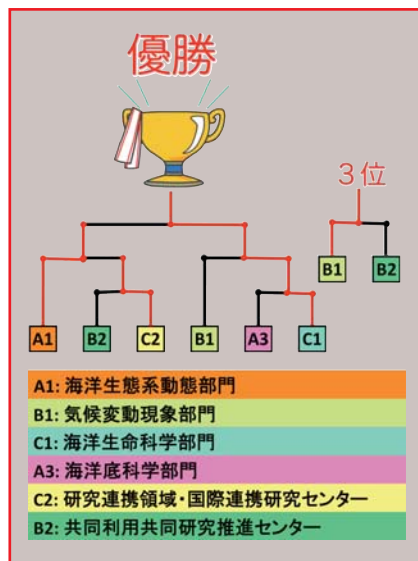 優勝
3位
B1 B2
A1 B2 C2 B1 A3 C1
A1: 海洋生態系動態部門
B1: 気候変動現象部門
C1: 海洋生命科学部門
A3: 海洋底科学部門
C2: 研究連携領域・国際連携研究センター
B2: 共同利用共同研究推進センター